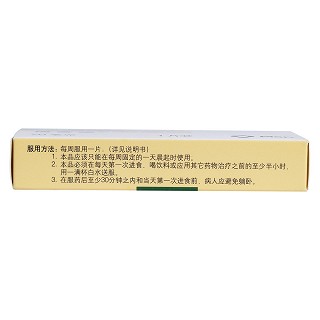 服用方法：每周服用一片．（详见说明书）
1. 本品应该只能在每周固定的一天晨起时使用。
2. 本品必须在每天第一次进食、喝饮料或应用其它药物治疗之前的至少半小时，
用一满杯白水送服。
3. 在服药后至少30分钟之内和当天第一次进食前，病人应避免躺卧。